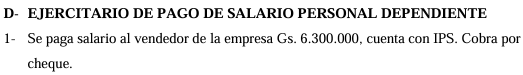 D- EJERCITARIO DE PAGO DE SALARIO PERSONAL DEPENDIENTE
1- Se paga salario al vendedor de la empresa Gs. 6.300.000, cuenta con IPS. Cobra por
cheque.